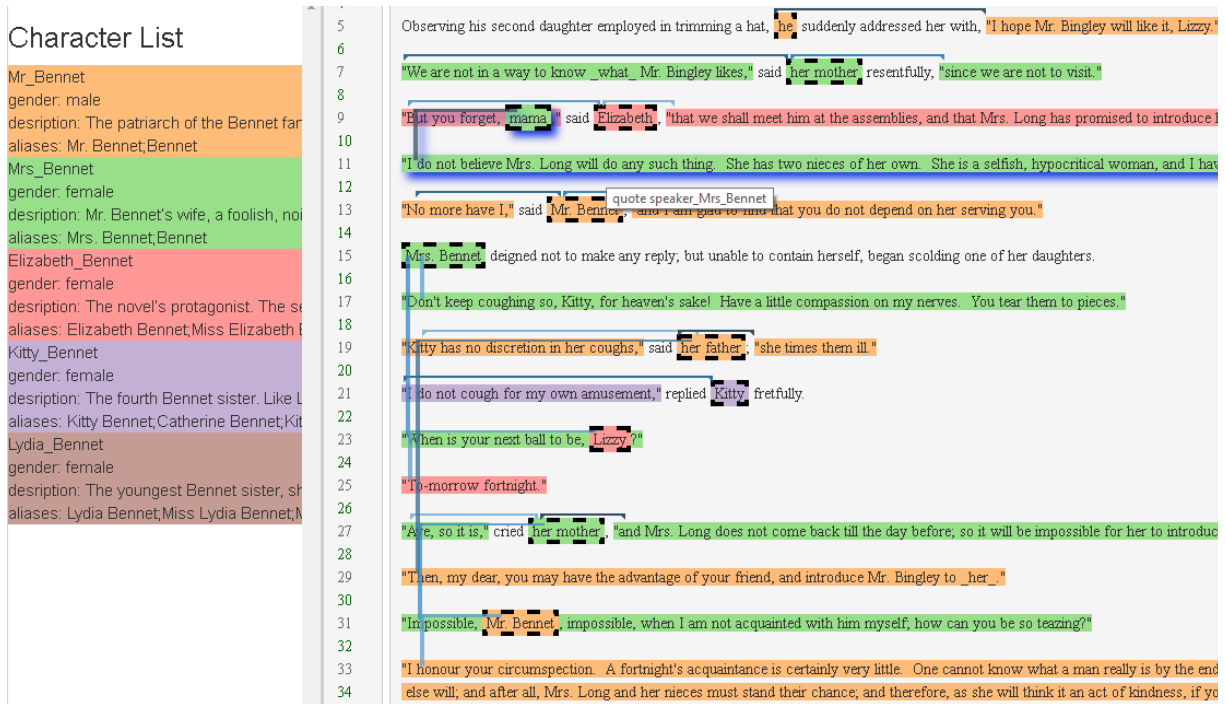 Character List
Mr_Bennet
gender: male
desription: The patriarch of the Bennet far
aliases: Mr. Bennet;Bennet
Mrs_Bennet
gender: female
desription: Mr. Bennet's wife, a foolish, noi
aliases: Mrs. Bennet;Bennet
Elizabeth_Bennet
gender: female
desription: The novel's protagonist. The se
aliases: Elizabeth Bennet;Miss Elizabeth
Kitty_Bennet
gender: female
desription: The fourth Bennet sister. Like L
aliases: Kitty Bennet;Catherine Bennet;Kit
Lydia_Bennet
gender: female
desription: The youngest Bennet sister, sh
aliases: Lydia Bennet;Miss Lydia Bennet;M
5 Observing his second daughter employed in trimming a hat, he suddenly addressed her with, "I hope Mr. Bingley will like it, Lizzy."
6
7 "We are not in a way to know _what_ Mr. Bingley likes," said her mother resentfully, "since we are not to visit."
8
9 "But you forget, mama," said Elizabeth, "that we shall meet him at the assemblies, and that Mrs. Long has promised to introduce
10
11 "I do not believe Mrs. Long will do any such thing. She has two nieces of her own. She is a selfish, hypocritical woman, and I hav
12
quote speaker_Mrs_Bennet
13 "No more have I," said Mr. Bennet, "and I am glad to find that you do not depend on her serving you."
14
15 Mrs. Bennet deigned not to make any reply; but unable to contain herself, began scolding one of her daughters.
16
17 "Don't keep coughing so, Kitty, for heaven's sake! Have a little compassion on my nerves. You tear them to pieces."
18
19 "Kitty has no discretion in her coughs," said her father; "she times them ill."
20
21 "I do not cough for my own amusement," replied Kitty fretfully.
22
23 "When is your next ball to be, Lizzy?"
24
25 "To-morrow fortnight."
26
27 "Aye, so it is," cried her mother, "and Mrs. Long does not come back till the day before; so it will be impossible for her to introduc
28
29 "Then, my dear, you may have the advantage of your friend, and introduce Mr. Bingley to _her_."
30
31 "Impossible, Mr. Bennet, impossible, when I am not acquainted with him myself; how can you be so teazing?"
32
33 "I honour your circumspection. A fortnight's acquaintance is certainly very little. One cannot know what a man really is by the end
34 else will; and after all, Mrs. Long and her nieces must stand their chance; and therefore, as she will think it an act of kindness, if yo